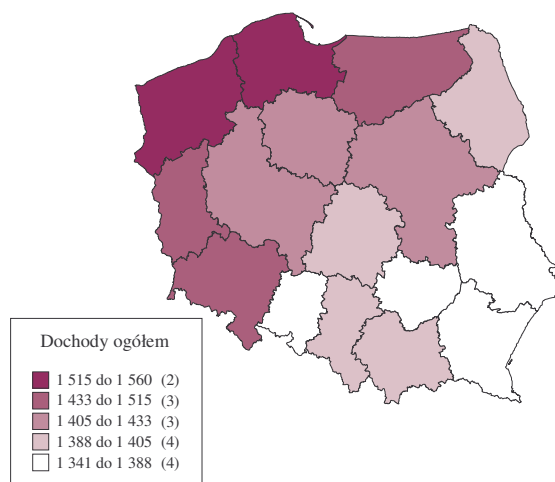 Dochody ogółem
1 515 do 1 560 (2)
1 433 do 1 515 (3)
1 405 do 1 433 (3)
1 388 do 1 405 (4)
1 341 do 1 388 (4)